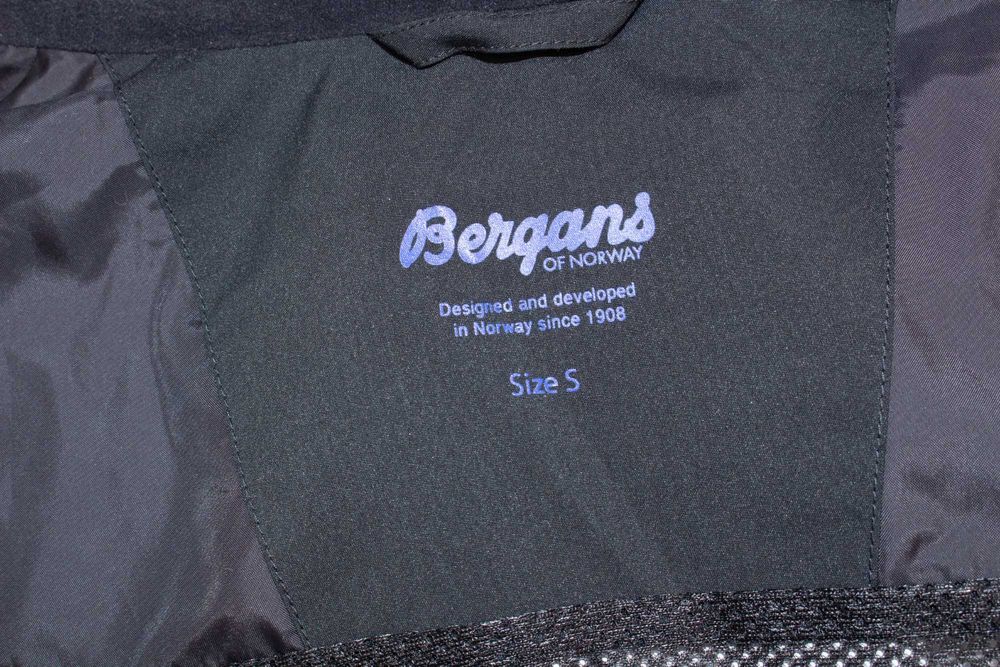 Bergans
OF NORWAY
Designed and developed
in Norway since 1908
Size S